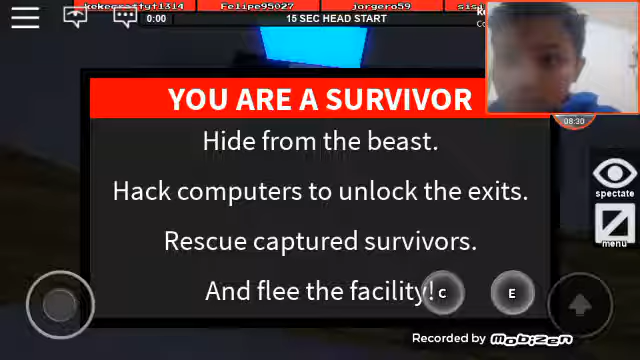 kekecrattyt1314 Felipe95027 jorgero59
0:00 15 SEC HEAD START
YOU ARE A SURVIVOR
Hide from the beast.
08:30
Hack computers to unlock the exits.
spectate
Rescue captured survivors.
menu
And flee the facility!
C
E
Recorded by mobizen